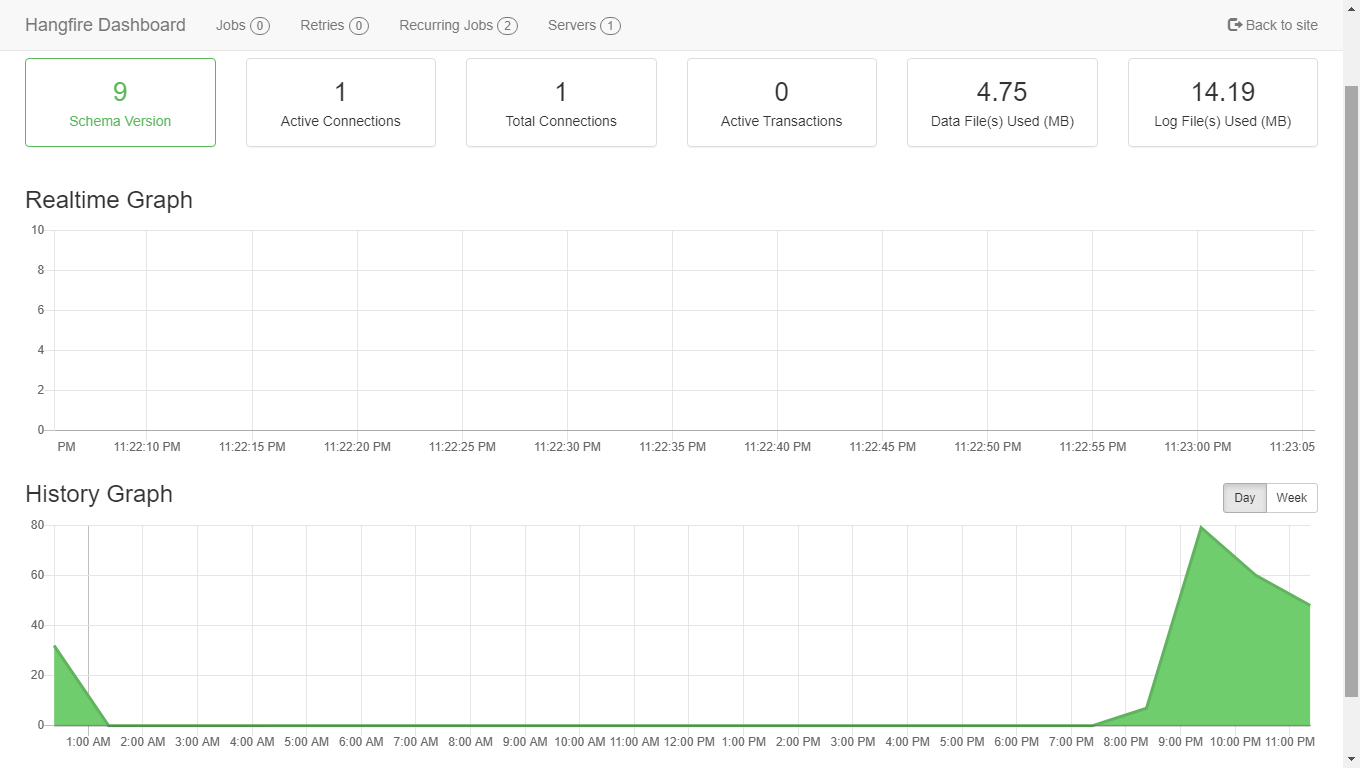 Hangfire Dashboard Jobs 0 Retries 0 Recurring Jobs 2 Servers 1 Back to site
9 1 1 0 4.75 14.19
Schema Version Active Connections Total Connections Active Transactions Data File(s) Used (MB) Log File(s) Used (MB)
Realtime Graph
10
8
6
4
2
0
PM 11:22:10 PM 11:22:15 PM 11:22:20 PM 11:22:25 PM 11:22:30 PM 11:22:35 PM 11:22:40 PM 11:22:45 PM 11:22:50 PM 11:22:55 PM 11:23:00 PM 11:23:05
History Graph Day Week
80
60
40
20
0
1:00 AM 2:00 AM 3:00 AM 4:00 AM 5:00 AM 6:00 AM 7:00 AM 8:00 AM 9:00 AM 10:00 AM 11:00 AM 12:00 PM 1:00 PM 2:00 PM 3:00 PM 4:00 PM 5:00 PM 6:00 PM 7:00 PM 8:00 PM 9:00 PM 10:00 PM 11:00 PM